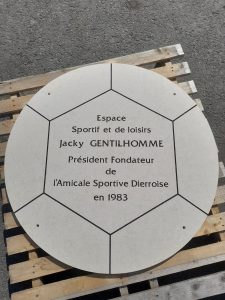 Espace
Sportif et de loisirs
Jacky GENTILHOMME
Président Fondateur
de
l'Amicale Sportive Dierroise
en 1983